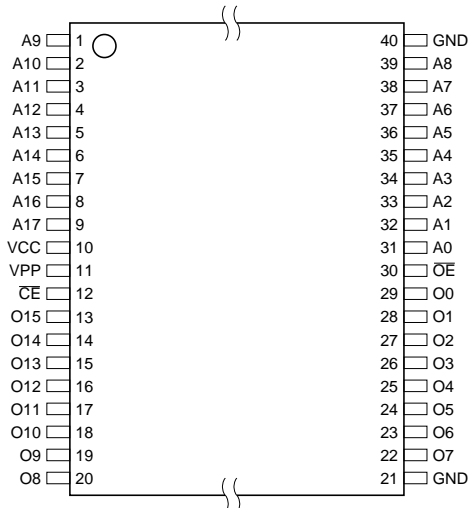 A9 1 40 GND
A10 2 39 A8
A11 3 38 A7
A12 4 37 A6
A13 5 36 A5
A14 6 35 A4
A15 7 34 A3
A16 8 33 A2
A17 9 32 A1
VCC 10 31 A0
VPP 11 30 O̅E̅
C̅E̅ 12 29 O0
O15 13 28 O1
O14 14 27 O2
O13 15 26 O3
O12 16 25 O4
O11 17 24 O5
O10 18 23 O6
O9 19 22 O7
O8 20 21 GND